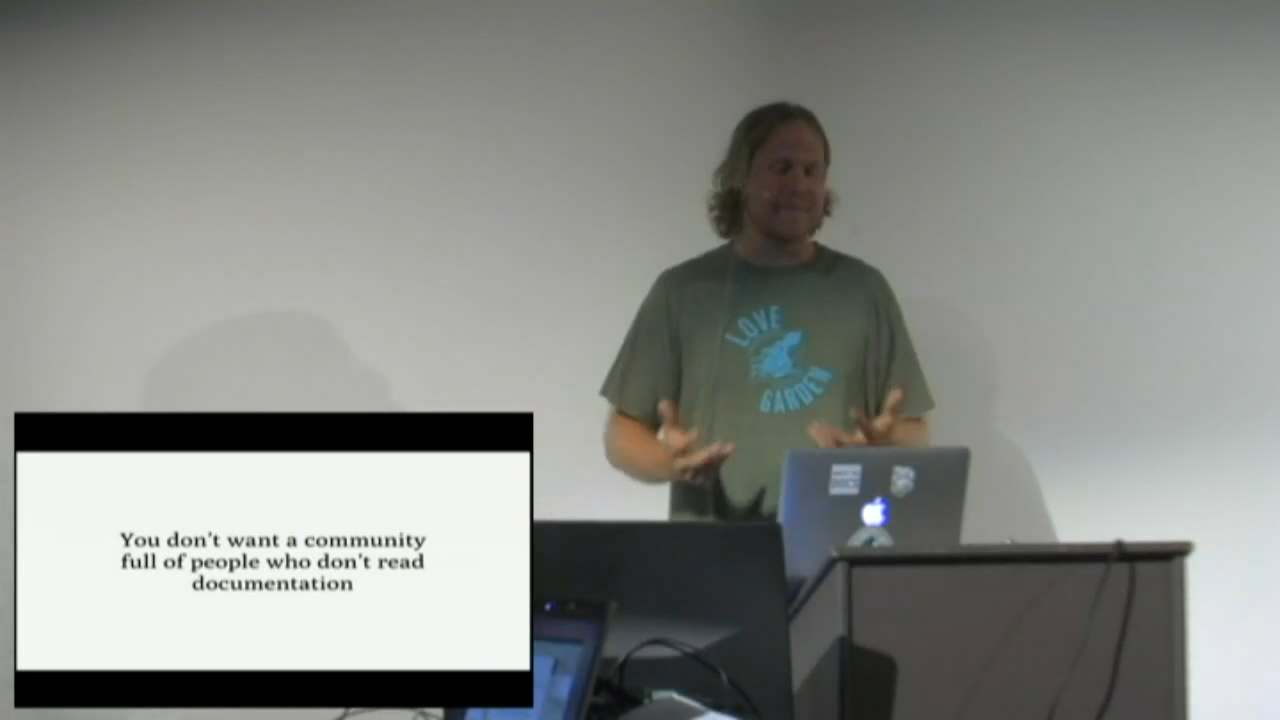 LOVE
GARDEN
You don't want a community
full of people who don't read
documentation